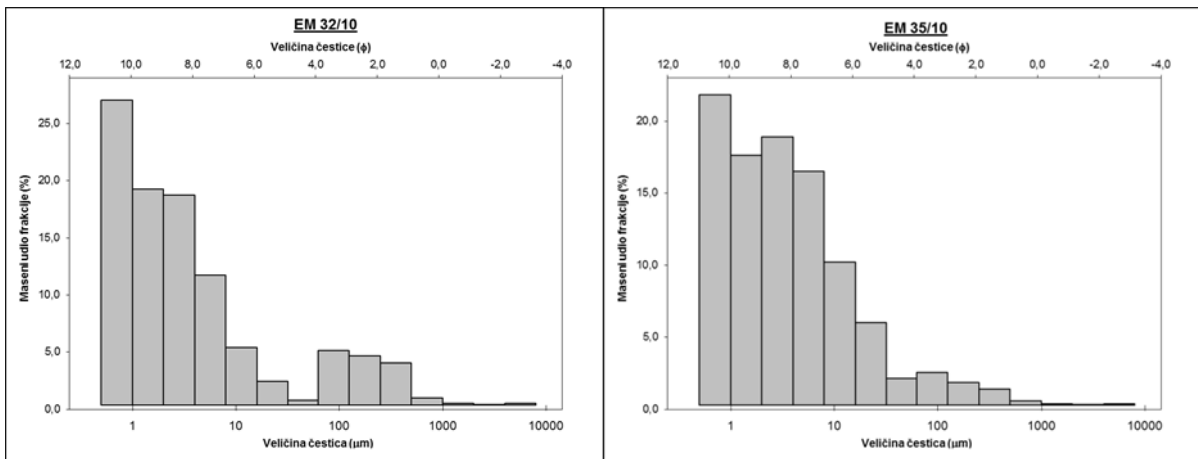 EM 32/10
Veličina čestice (ϕ)
12,0 10,0 8,0 6,0 4,0 2,0 0,0 -2,0 -4,0
Maseni udio frakcije (%)
25,0
20,0
15,0
10,0
5,0
0,0
1 10 100 1000 10000
Veličina čestica (μm)
EM 35/10
Veličina čestice (ϕ)
12,0 10,0 8,0 6,0 4,0 2,0 0,0 -2,0 -4,0
Maseni udio frakcije (%)
20,0
15,0
10,0
5,0
0,0
1 10 100 1000 10000
Veličina čestica (μm)